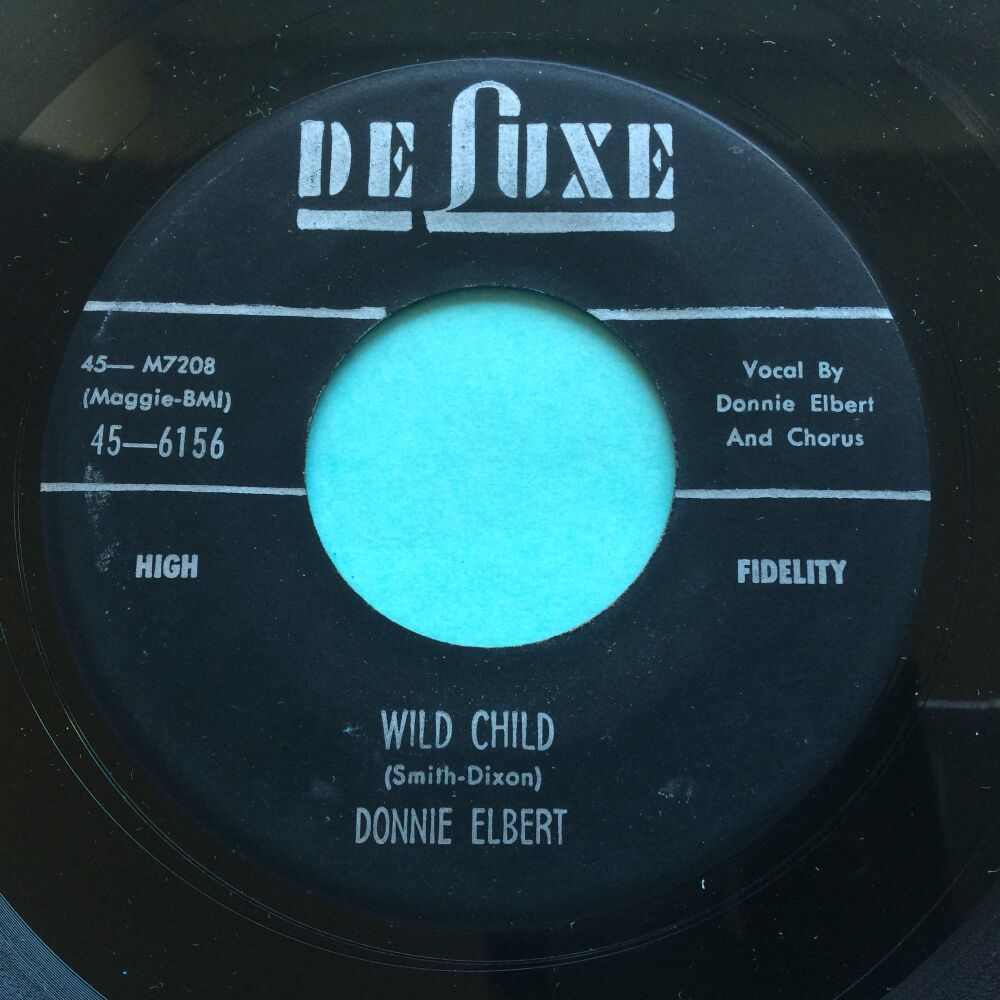 DE LUXE
45— M7208
(Maggie-BMI)
45—6156
Vocal By
Donnie Elbert
And Chorus
HIGH
FIDELITY
WILD CHILD
(Smith-Dixon)
DONNIE ELBERT